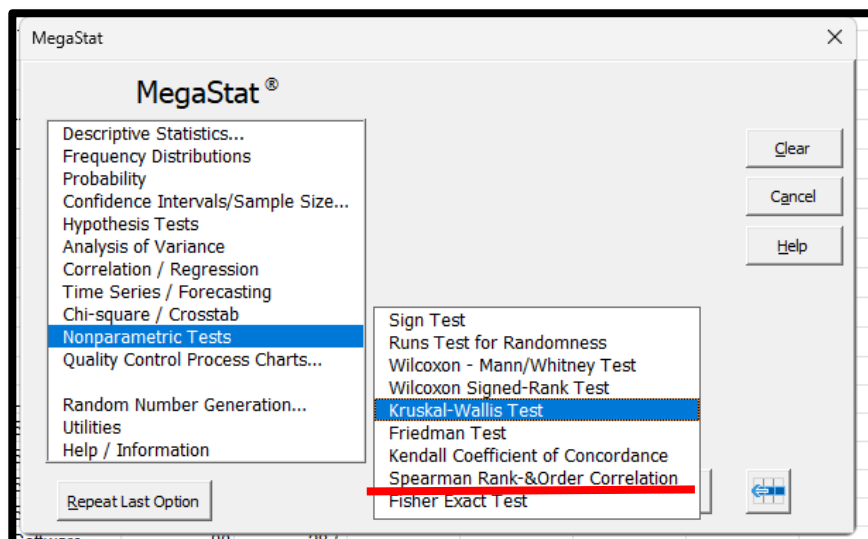 MegaStat
MegaStat ®
Descriptive Statistics...
Frequency Distributions
Probability
Confidence Intervals/Sample Size...
Hypothesis Tests
Analysis of Variance
Correlation / Regression
Time Series / Forecasting
Chi-square / Crosstab
Nonparametric Tests
Quality Control Process Charts...
Random Number Generation...
Utilities
Help / Information
Repeat Last Option
Sign Test
Runs Test for Randomness
Wilcoxon - Mann/Whitney Test
Wilcoxon Signed-Rank Test
Kruskal-Wallis Test
Friedman Test
Kendall Coefficient of Concordance
Spearman Rank-&Order Correlation
Fisher Exact Test
Clear
Cancel
Help